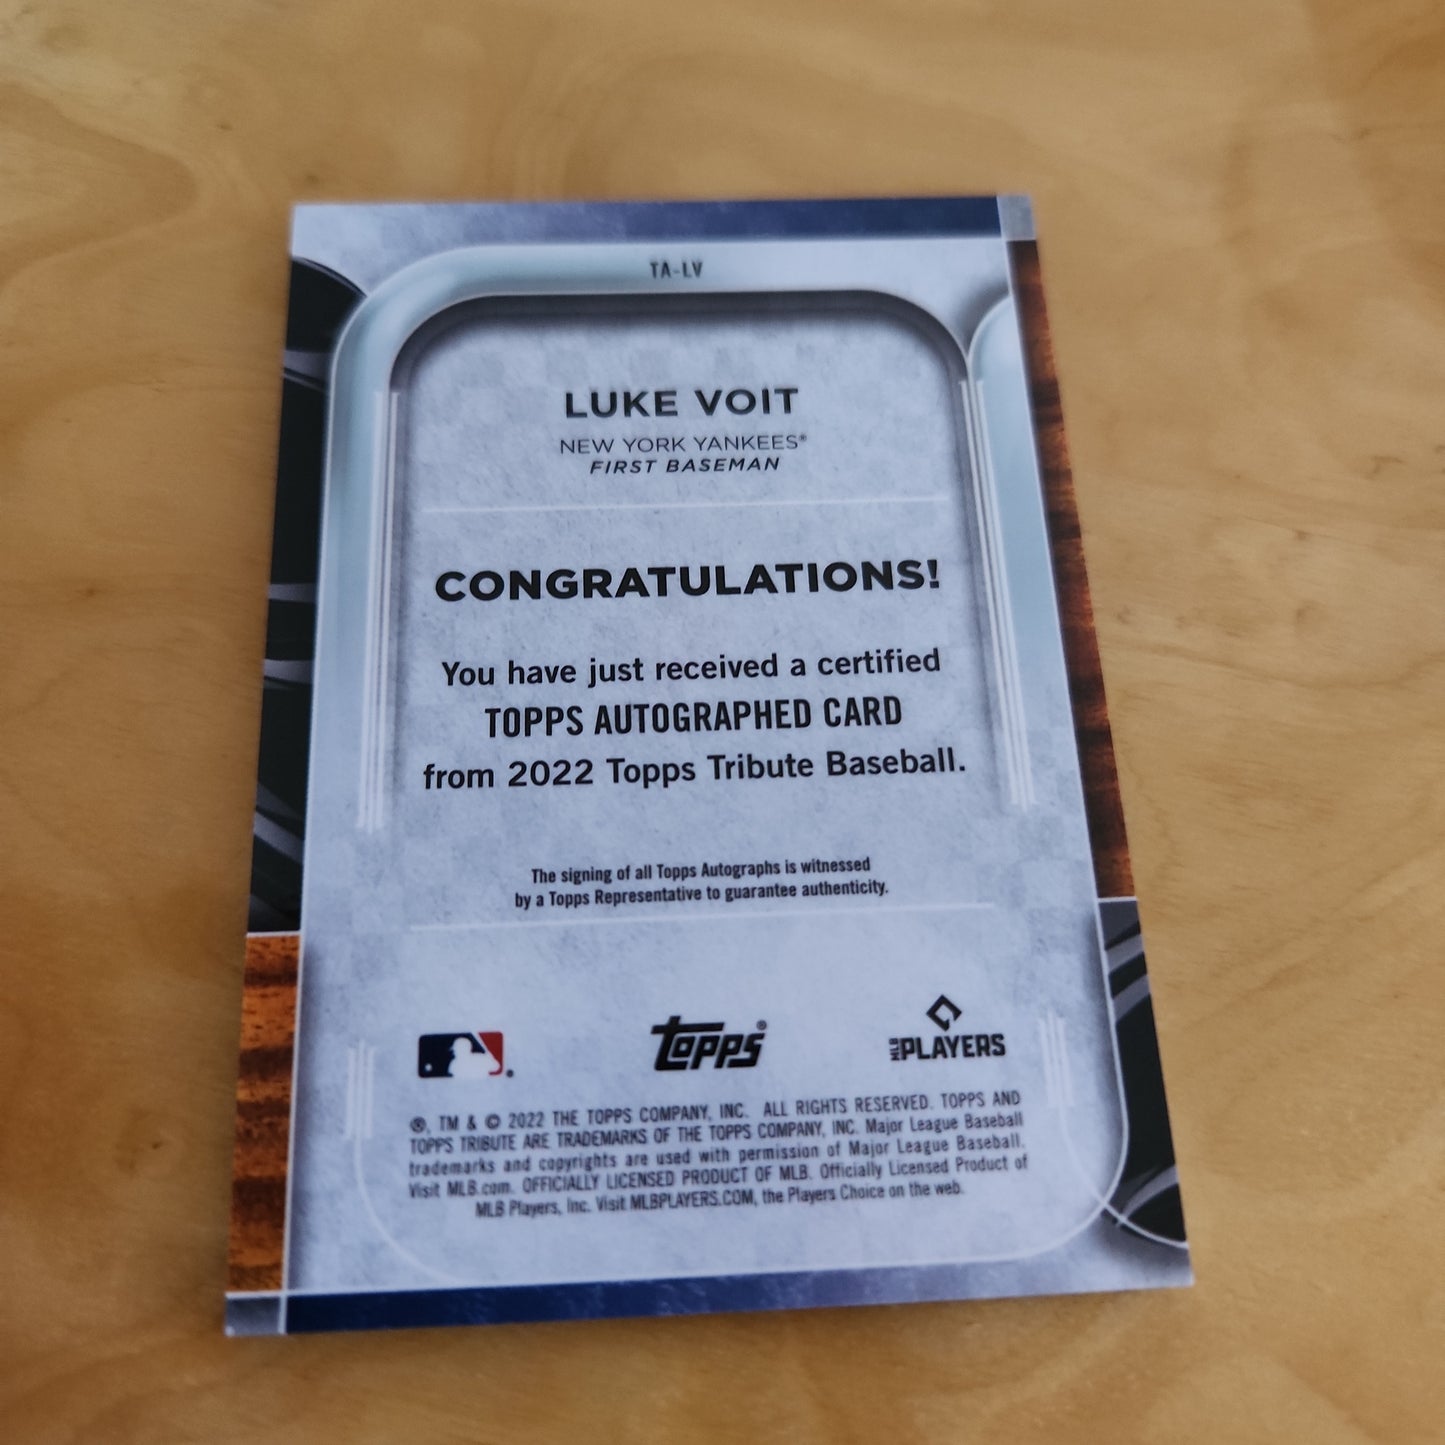 TA-LV
LUKE VOIT
NEW YORK YANKEES®
FIRST BASEMAN
CONGRATULATIONS!
You have just received a certified
TOPPS AUTOGRAPHED CARD
from 2022 Topps Tribute Baseball.
The signing of all Topps Autographs is witnessed
by a Topps Representative to guarantee authenticity.
Topps®
MLB PLAYERS
®, TM & © 2022 THE TOPPS COMPANY, INC. ALL RIGHTS RESERVED. TOPPS AND
TOPPS TRIBUTE ARE TRADEMARKS OF THE TOPPS COMPANY, INC. Major League Baseball
trademarks and copyrights are used with permission of Major League Baseball.
Visit MLB.com. OFFICIALLY LICENSED PRODUCT OF MLB. Officially Licensed Product of
MLB Players, Inc. Visit MLBPLAYERS.COM, the Players Choice on the web.